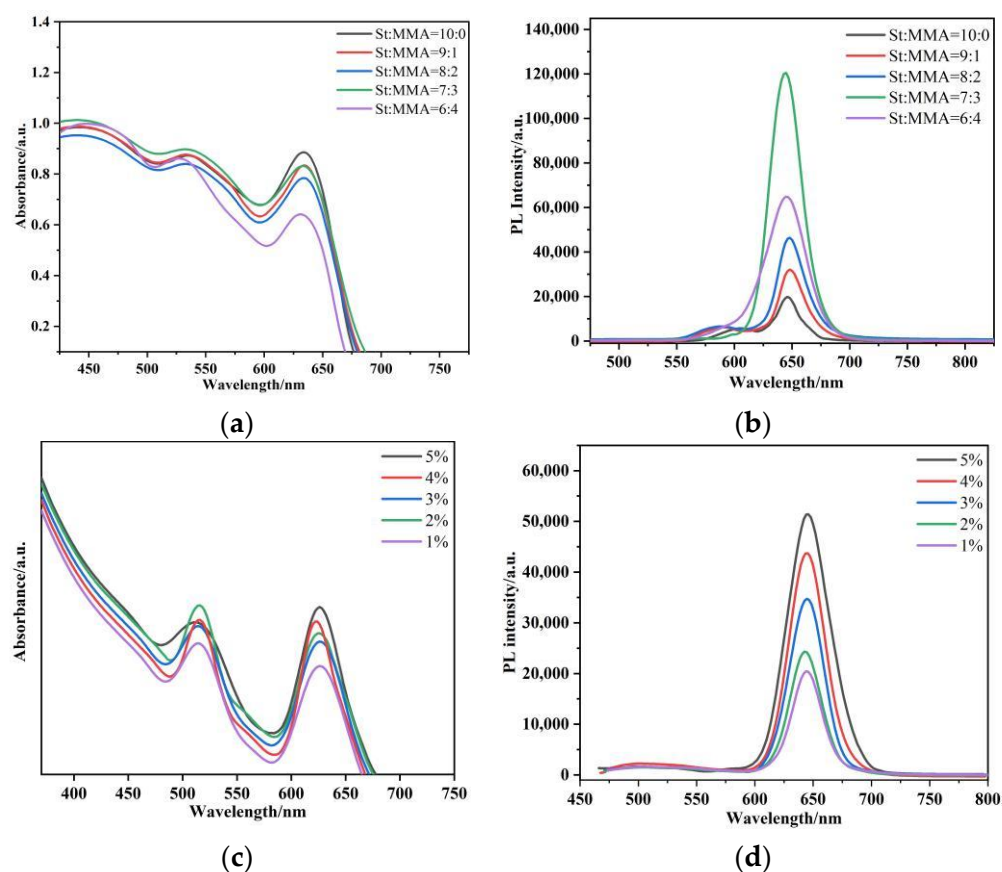 1.4
1.2
1.0
0.8
0.6
0.4
0.2
Absorbance/a.u.
St:MMA=10:0
St:MMA=9:1
St:MMA=8:2
St:MMA=7:3
St:MMA=6:4
450 500 550 600 650 700 750
Wavelength/nm
(a)
140,000
120,000
100,000
80,000
60,000
40,000
20,000
0
PL Intensity/a.u.
St:MMA=10:0
St:MMA=9:1
St:MMA=8:2
St:MMA=7:3
St:MMA=6:4
500 550 600 650 700 750 800
Wavelength/nm
(b)
Absorbance/a.u.
5%
4%
3%
2%
1%
400 450 500 550 600 650 700 750
Wavelength/nm
(c)
60,000
50,000
40,000
30,000
20,000
10,000
0
PL intensity/a.u.
5%
4%
3%
2%
1%
450 500 550 600 650 700 750 800
Wavelength/nm
(d)